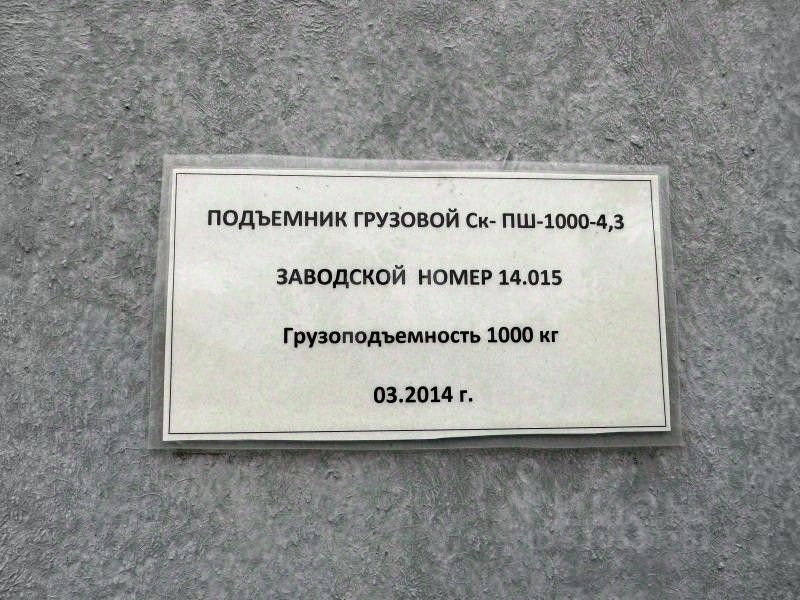 ПОДЪЕМНИК ГРУЗОВОЙ Ск- ПШ-1000-4,3
ЗАВОДСКОЙ НОМЕР 14.015
Грузоподъемность 1000 кг
03.2014 г.